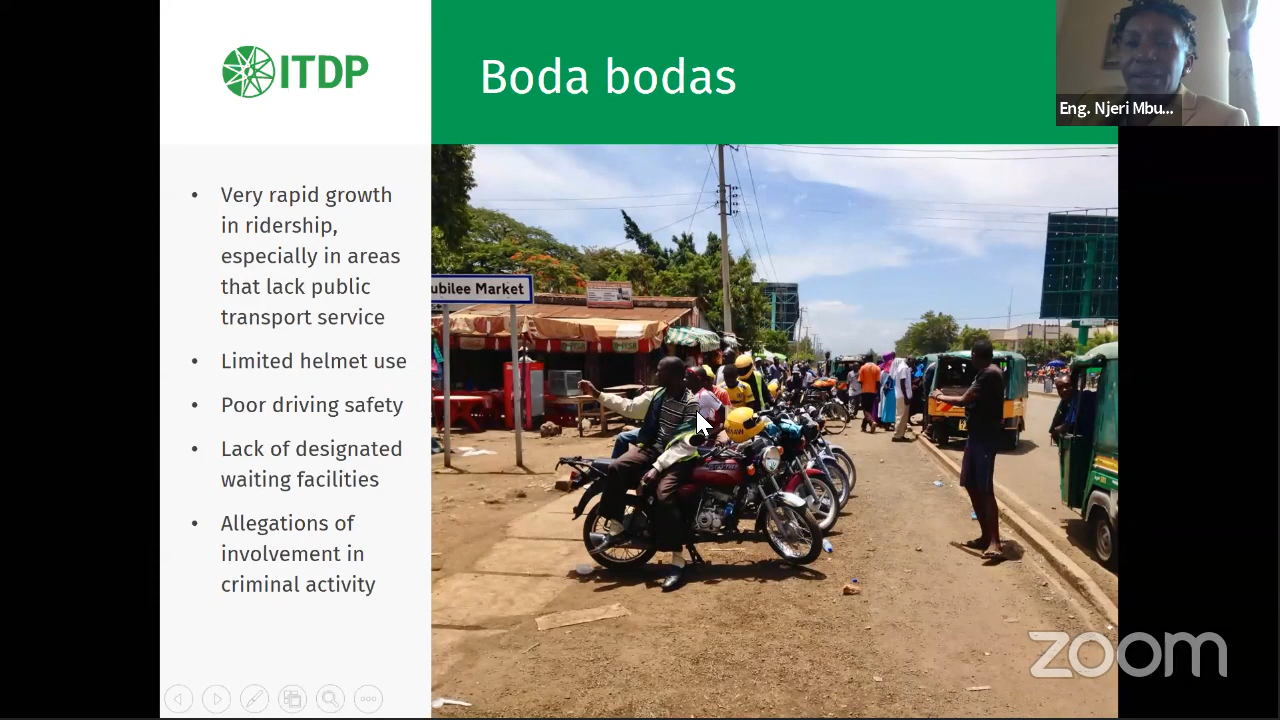 ITDP
Boda bodas
Eng. Njeri Mbu...
• Very rapid growth
in ridership,
especially in areas
that lack public
transport service
• Limited helmet use
• Poor driving safety
• Lack of designated
waiting facilities
• Allegations of
involvement in
criminal activity
ubilee Market
zoom